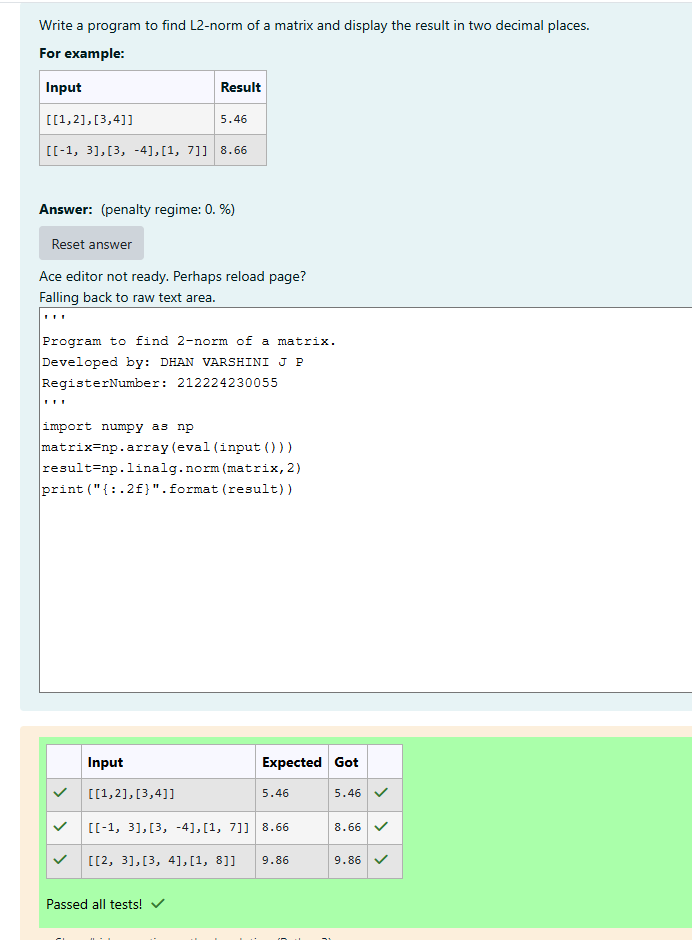 Write a program to find L2-norm of a matrix and display the result in two decimal places.
For example:
Input Result
[[1,2],[3,4]] 5.46
[[-1, 3],[3, -4],[1, 7]] 8.66
Answer: (penalty regime: 0. %)
Reset answer
Ace editor not ready. Perhaps reload page?
Falling back to raw text area.
'''
Program to find 2-norm of a matrix.
Developed by: DHAN VARSHINI J P
RegisterNumber: 212224230055
'''
import numpy as np
matrix=np.array(eval(input()))
result=np.linalg.norm(matrix,2)
print("{:.2f}".format(result))
Input Expected Got
[[1,2],[3,4]] 5.46 5.46
[[-1, 3],[3, -4],[1, 7]] 8.66 8.66
[[2, 3],[3, 4],[1, 8]] 9.86 9.86
Passed all tests!